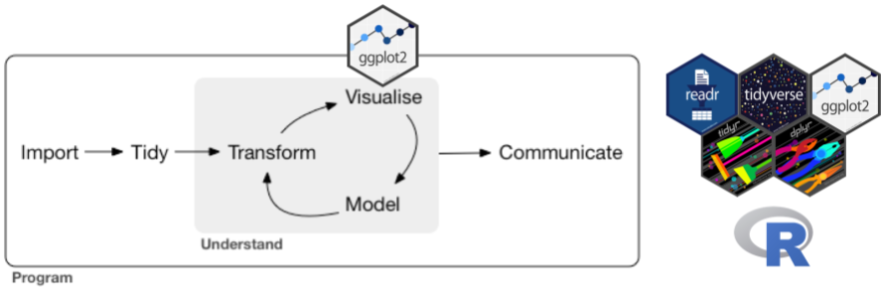 ggplot2
Visualise
Import
Tidy
Transform
Communicate
Model
Understand
Program
readr
tidyverse
ggplot2
tidyr
dplyr
R